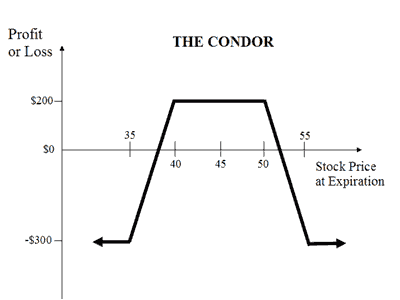 Profit
or Loss
THE CONDOR
$200
35
55
$0
40
45
50
Stock Price
at Expiration
-$300